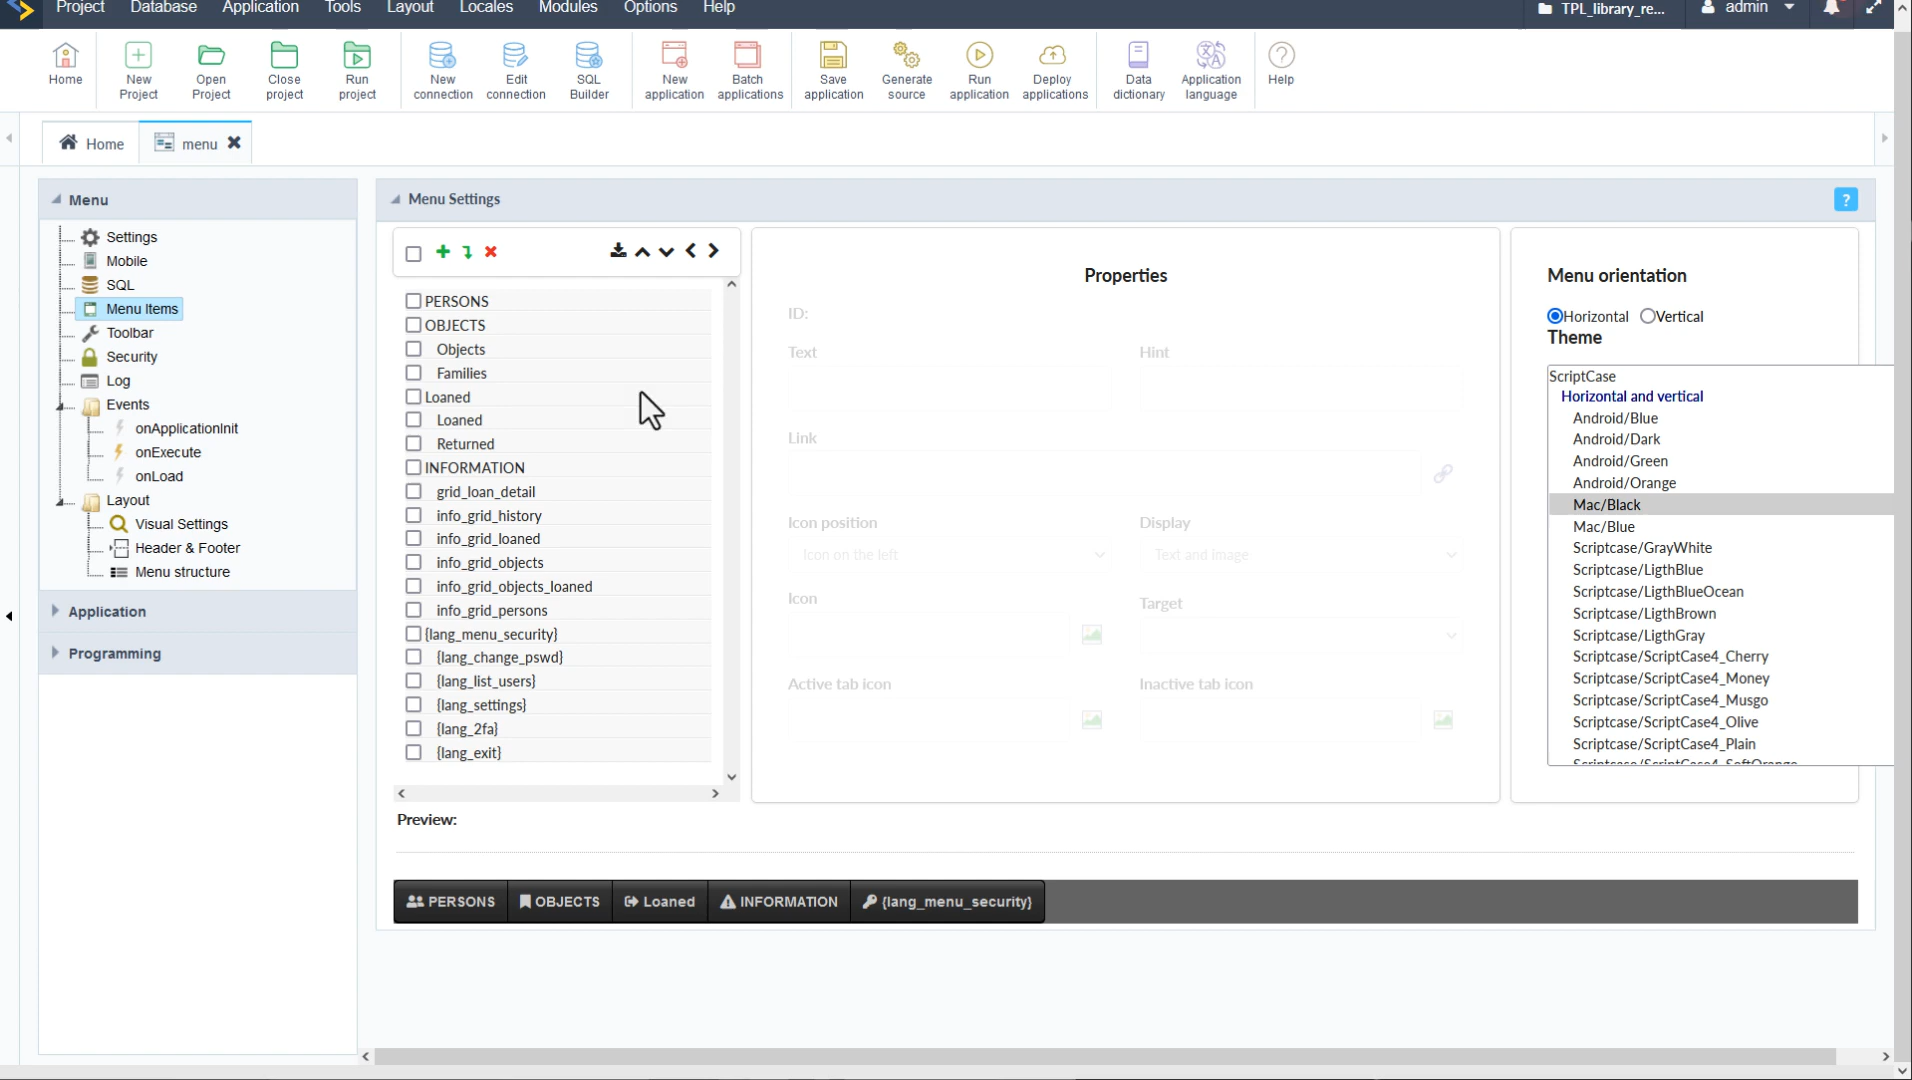 Project Database Application Tools Layout Locales Modules Options Help TPL_library_re... admin
Home
New Project
Open Project
Close project
Run project
New connection
Edit connection
SQL Builder
New application
Batch applications
Save application
Generate source
Run application
Deploy applications
Data dictionary
Application language
Help
Home menu
Menu
Settings
Mobile
SQL
Menu Items
Toolbar
Security
Log
Events
onApplicationInit
onExecute
onLoad
Layout
Visual Settings
Header & Footer
Menu structure
Application
Programming
Menu Settings
?
PERSONS
OBJECTS
Objects
Families
Loaned
Loaned
Returned
INFORMATION
grid_loan_detail
info_grid_history
info_grid_loaned
info_grid_objects
info_grid_objects_loaned
info_grid_persons
{lang_menu_security}
{lang_change_pswd}
{lang_list_users}
{lang_settings}
{lang_2fa}
{lang_exit}
Properties
ID:
Text Hint
Link
Icon position Display
Icon on the left Text and image
Icon Target
Active tab icon Inactive tab icon
Menu orientation
Horizontal Vertical
Theme
ScriptCase
Horizontal and vertical
Android/Blue
Android/Dark
Android/Green
Android/Orange
Mac/Black
Mac/Blue
Scriptcase/GrayWhite
Scriptcase/LigthBlue
Scriptcase/LigthBlueOcean
Scriptcase/LigthBrown
Scriptcase/LigthGray
Scriptcase/ScriptCase4_Cherry
Scriptcase/ScriptCase4_Money
Scriptcase/ScriptCase4_Musgo
Scriptcase/ScriptCase4_Olive
Scriptcase/ScriptCase4_Plain
Scriptcase/ScriptCase4_SoftOrange
Preview:
PERSONS OBJECTS Loaned INFORMATION {lang_menu_security}